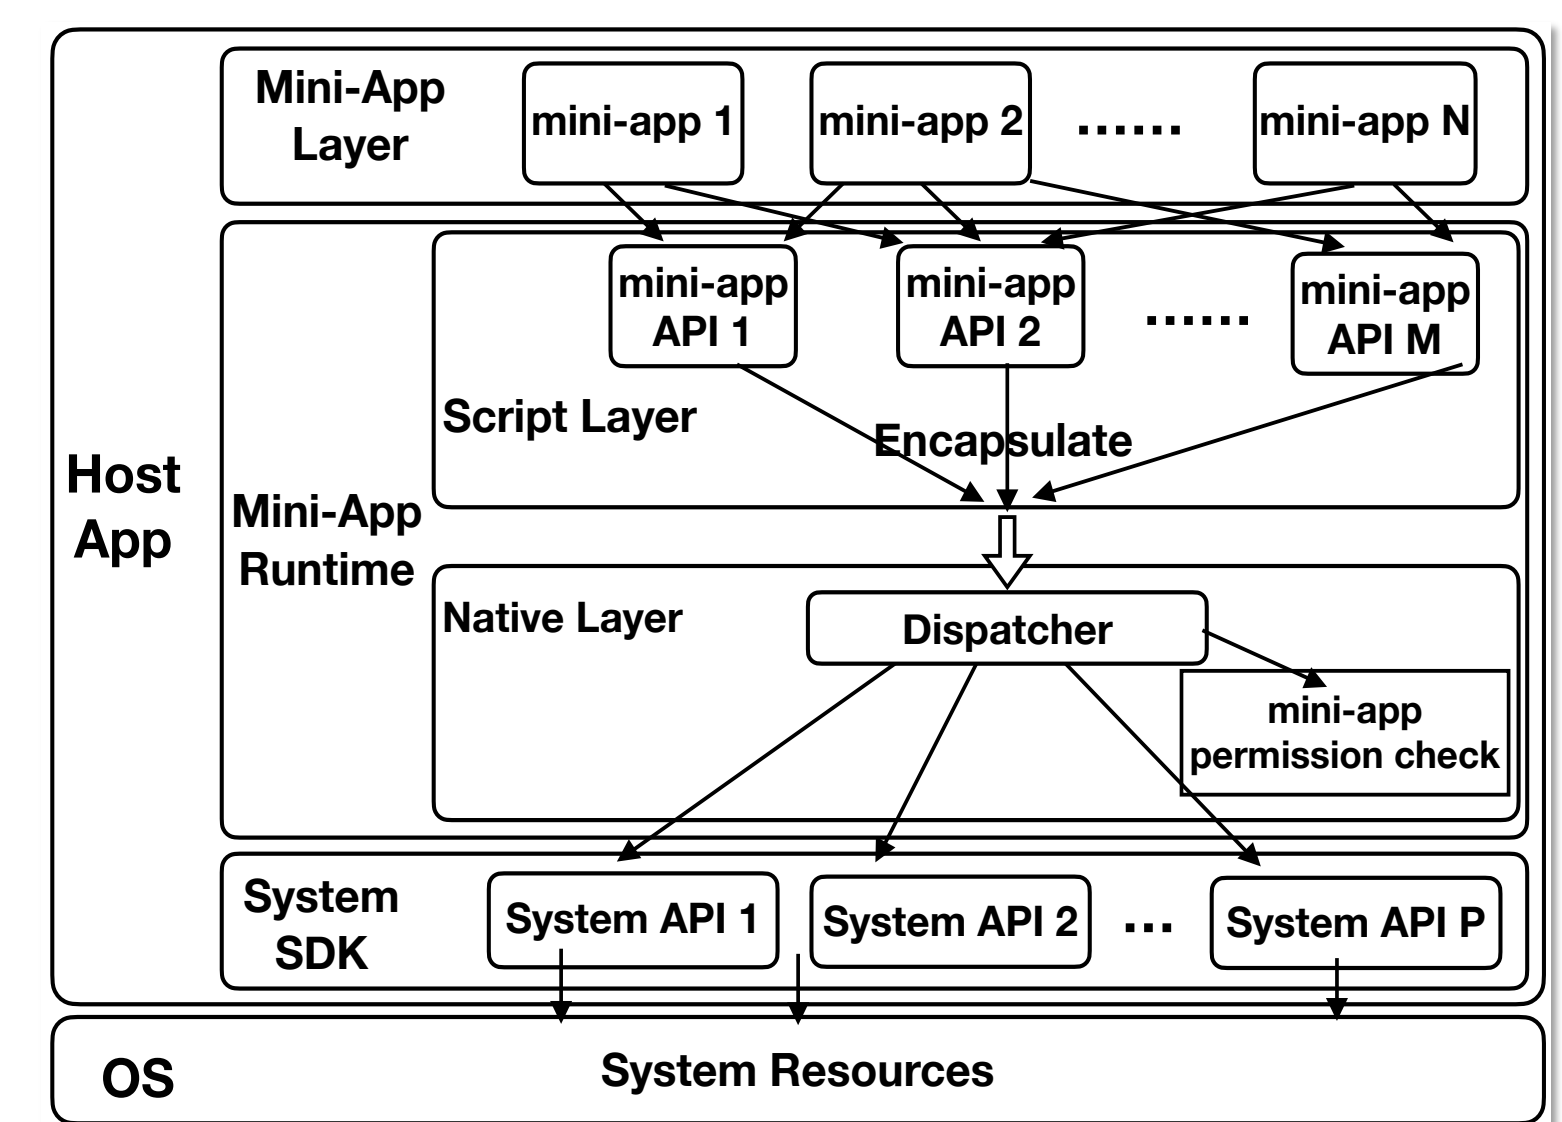 Mini-App
Layer
mini-app 1
mini-app 2
......
mini-app N
mini-app
API 1
mini-app
API 2
......
mini-app
API M
Script Layer
Encapsulate
Host
App
Mini-App
Runtime
Native Layer
Dispatcher
mini-app
permission check
System
SDK
System API 1
System API 2
...
System API P
OS
System Resources